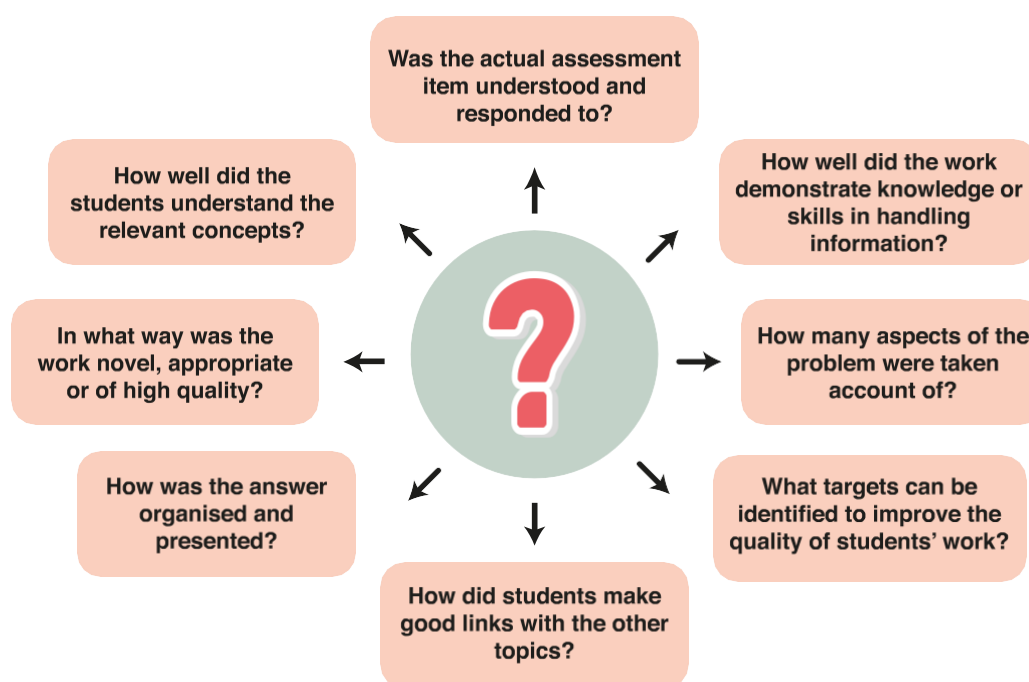 Was the actual assessment
item understood and
responded to?
How well did the
students understand the
relevant concepts?
How well did the work
demonstrate knowledge or
skills in handling
information?
In what way was the
work novel, appropriate
or of high quality?
?
How many aspects of the
problem were taken
account of?
How was the answer
organised and
presented?
What targets can be
identified to improve the
quality of students’ work?
How did students make
good links with the other
topics?